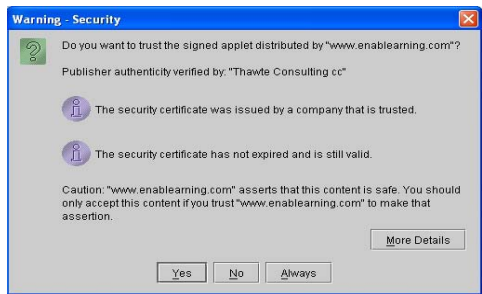 Warning - Security
Do you want to trust the signed applet distributed by "www.enablearning.com"?
Publisher authenticity verified by: "Thawte Consulting cc"
The security certificate was issued by a company that is trusted.
The security certificate has not expired and is still valid.
Caution: "www.enablearning.com" asserts that this content is safe. You should
only accept this content if you trust "www.enablearning.com" to make that
assertion.
More Details
Yes No Always